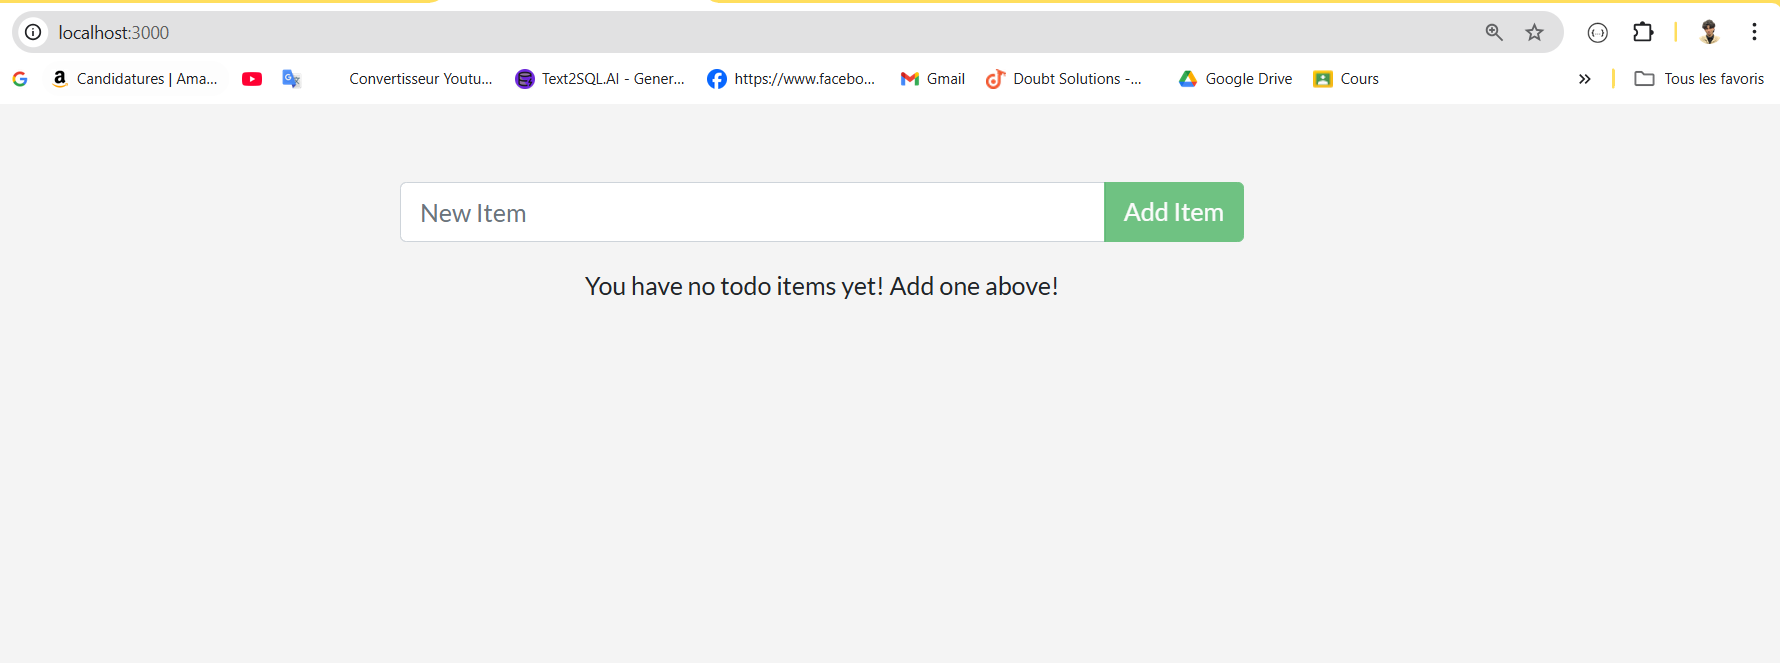 localhost:3000
Candidatures | Ama... Convertisseur Youtu... Text2SQL.AI - Gener... https://www.facebo... Gmail Doubt Solutions -... Google Drive Cours » Tous les favoris
New Item Add Item
You have no todo items yet! Add one above!